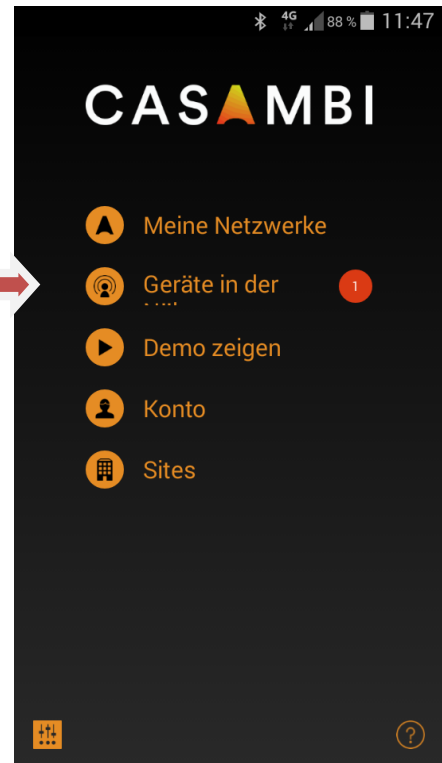 4G 88 % 11:47
CASAMBI
Meine Netzwerke
Geräte in der
1
Demo zeigen
Konto
Sites
?